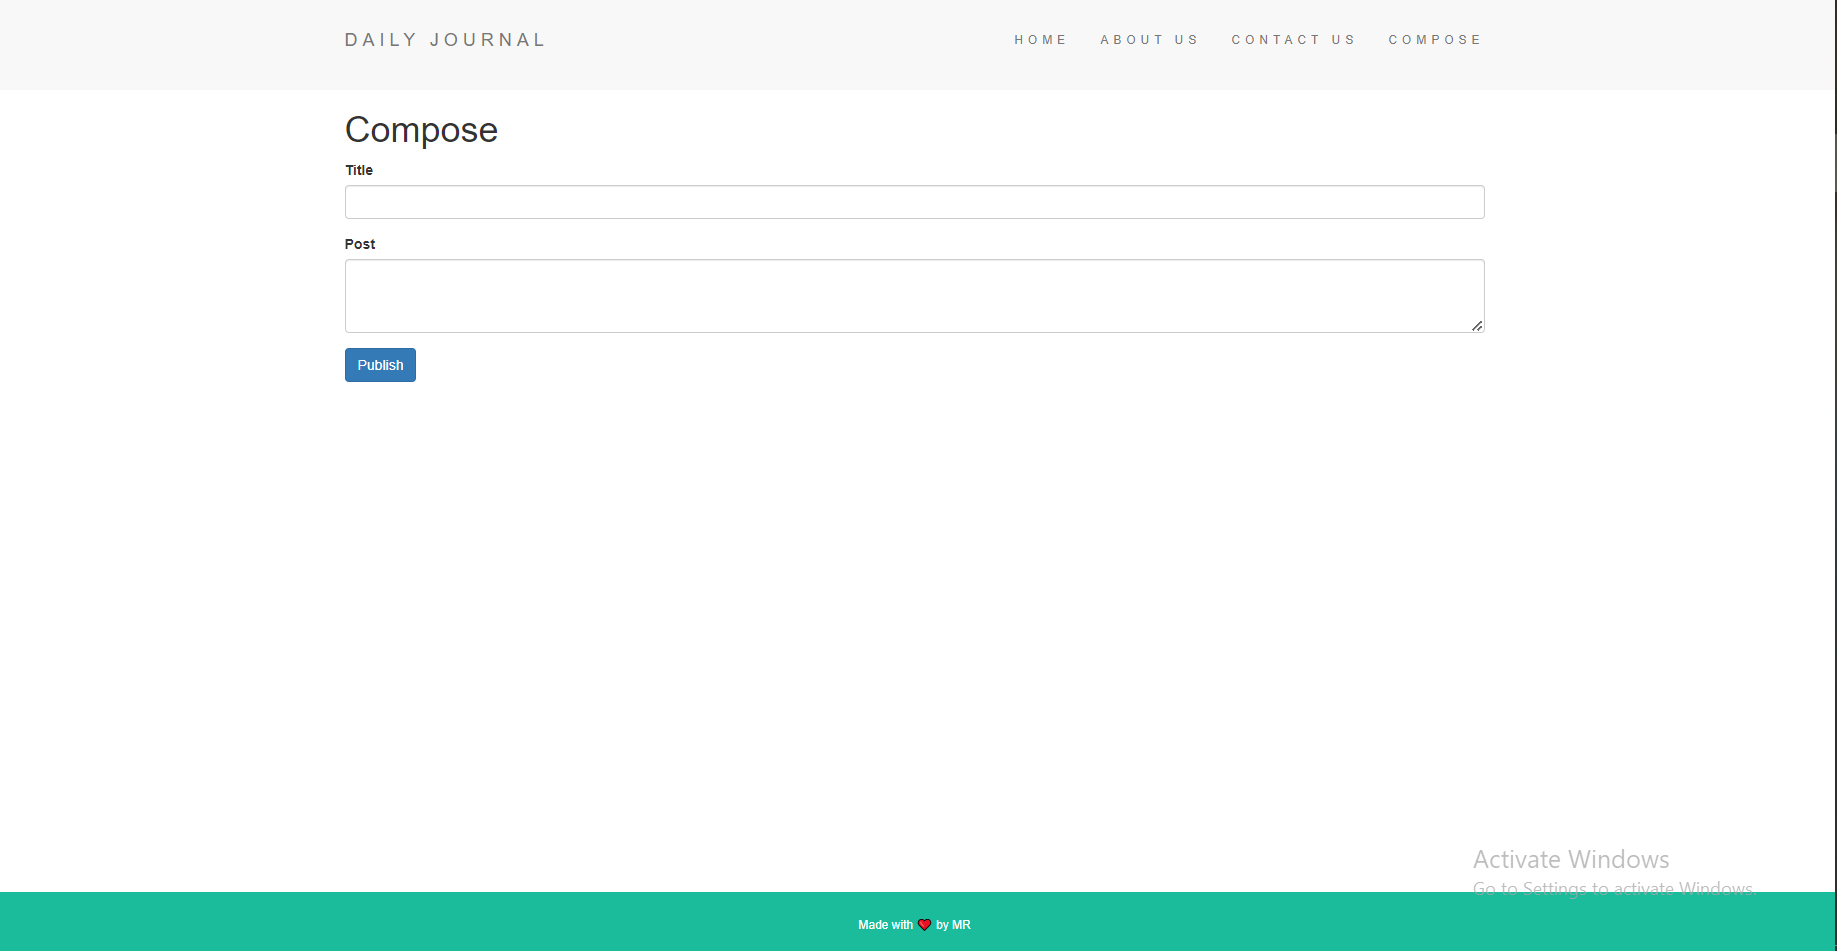 DAILY JOURNAL
HOME ABOUT US CONTACT US COMPOSE
Compose
Title
Post
Publish
Activate Windows
Go to Settings to activate Windows.
Made with ❤ by MR